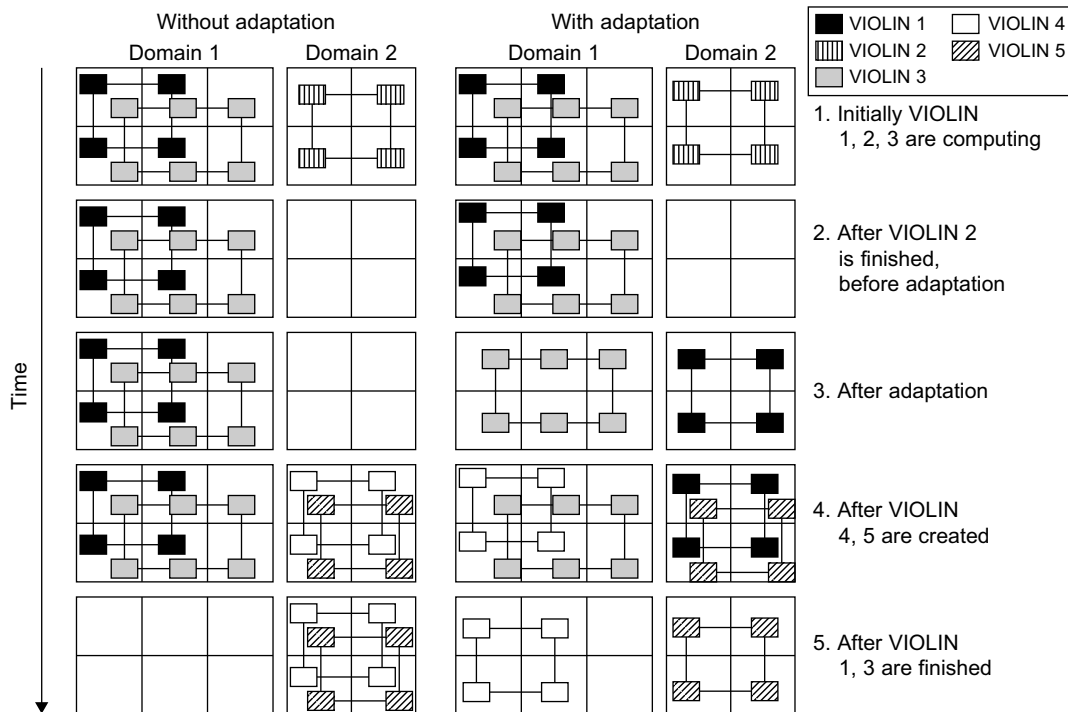 Without adaptation
With adaptation
Domain 1
Domain 2
Domain 1
Domain 2
VIOLIN 1
VIOLIN 4
VIOLIN 2
VIOLIN 5
VIOLIN 3
Time
1. Initially VIOLIN
1, 2, 3 are computing
2. After VIOLIN 2
is finished,
before adaptation
3. After adaptation
4. After VIOLIN
4, 5 are created
5. After VIOLIN
1, 3 are finished